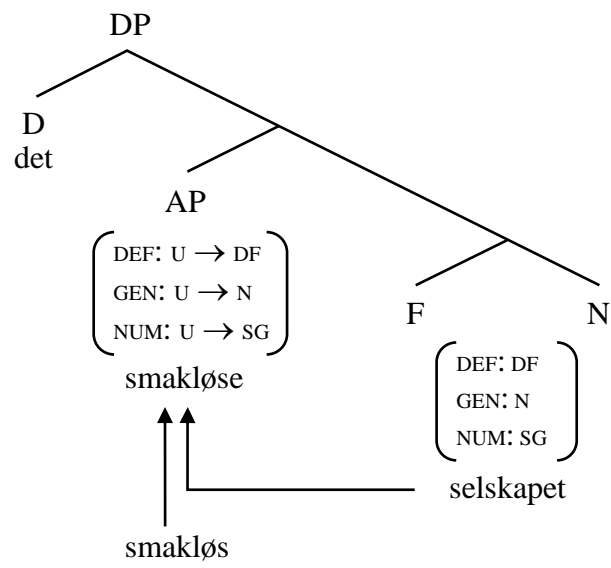 DP
D
det
AP
DEF: U → DF
GEN: U → N
NUM: U → SG
smakløse
F N
DEF: DF
GEN: N
NUM: SG
selskapet
smakløs